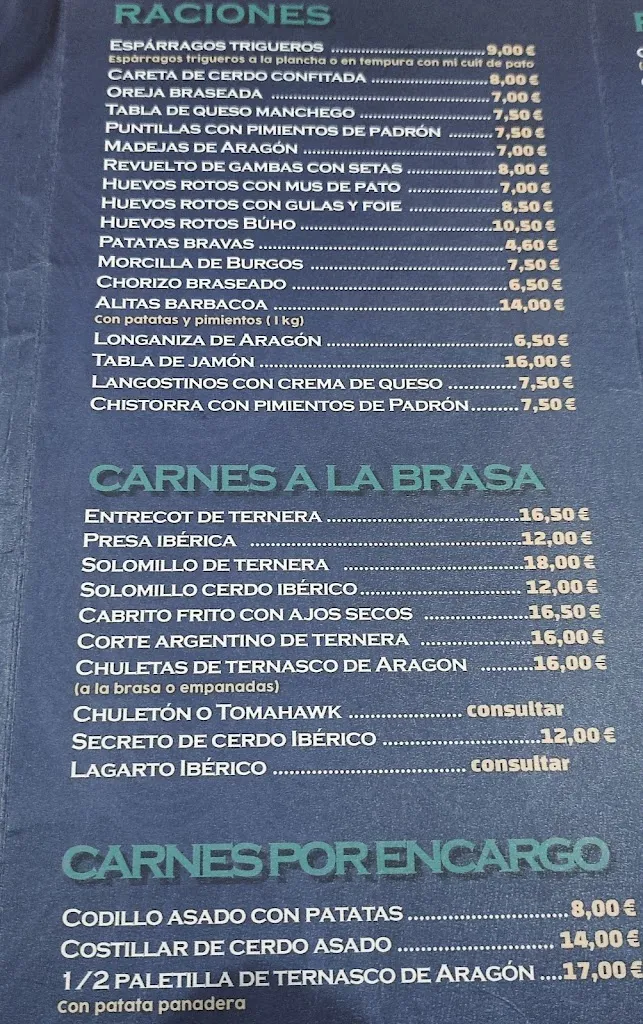 RACIONES
ESPÁRRAGOS TRIGUEROS ........ 9,00 €
Espárragos trigueros a la plancha o en tempura con mi cuit de pato
CARETA DE CERDO CONFITADA ........ 8,00 €
OREJA BRASEADA ........ 7,00 €
TABLA DE QUESO MANCHEGO ........ 7,50 €
PUNTILLAS CON PIMIENTOS DE PADRÓN ........ 7,50 €
MADEJAS DE ARAGÓN ........ 7,00 €
REVUELTO DE GAMBAS CON SETAS ........ 8,00 €
HUEVOS ROTOS CON MUS DE PATO ........ 7,00 €
HUEVOS ROTOS CON GULAS Y FOIE ........ 8,50 €
HUEVOS ROTOS BÚHO ........ 10,50 €
PATATAS BRAVAS ........ 4,60 €
MORCILLA DE BURGOS ........ 7,50 €
CHORIZO BRASEADO ........ 6,50 €
ALITAS BARBACOA ........ 14,00 €
con patatas y pimientos (1 kg)
LONGANIZA DE ARAGÓN ........ 6,50 €
TABLA DE JAMÓN ........ 16,00 €
LANGOSTINOS CON CREMA DE QUESO ........ 7,50 €
CHISTORRA CON PIMIENTOS DE PADRÓN ........ 7,50 €
CARNES A LA BRASA
ENTRECOT DE TERNERA ........ 16,50 €
PRESA IBÉRICA ........ 12,00 €
SOLOMILLO DE TERNERA ........ 18,00 €
SOLOMILLO CERDO IBÉRICO ........ 12,00 €
CABRITO FRITO CON AJOS SECOS ........ 16,50 €
CORTE ARGENTINO DE TERNERA ........ 16,00 €
CHULETAS DE TERNASCO DE ARAGON ........ 16,00 €
(a la brasa o empanadas)
CHULETÓN O TOMAHAWK ........ consultar
SECRETO DE CERDO IBÉRICO ........ 12,00 €
LAGARTO IBÉRICO ........ consultar
CARNES POR ENCARGO
CODILLO ASADO CON PATATAS ........ 8,00 €
COSTILLAR DE CERDO ASADO ........ 14,00 €
1/2 PALETILLA DE TERNASCO DE ARAGÓN .... 17,00 €
con patata panadera